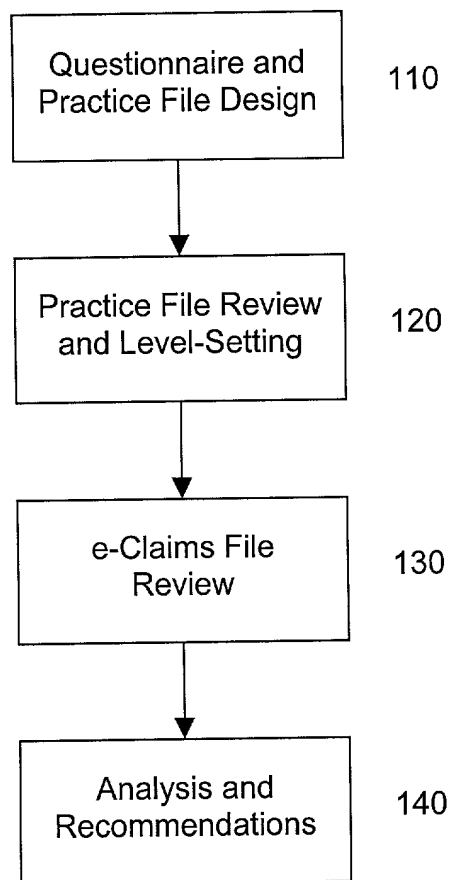 Questionnaire and
Practice File Design
110
Practice File Review
and Level-Setting
120
e-Claims File
Review
130
Analysis and
Recommendations
140